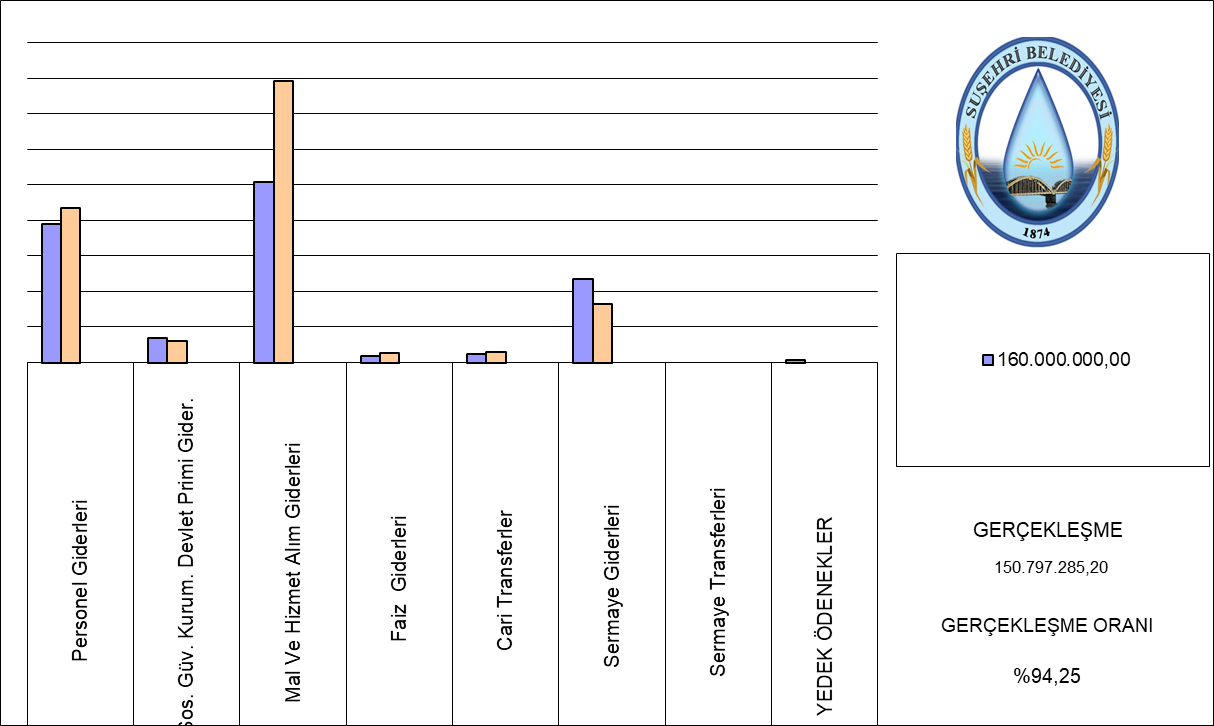 Personel Giderleri
Sos. Güv. Kurum. Devlet Primi Gider.
Mal Ve Hizmet Alım Giderleri
Faiz  Giderleri
Cari Transferler
Sermaye Giderleri
Sermaye Transferleri
YEDEK ÖDENEKLER
SUŞEHRİ BELEDİYESİ
1874
160.000.000,00
GERÇEKLEŞME
150.797.285,20
GERÇEKLEŞME ORANI
%94,25